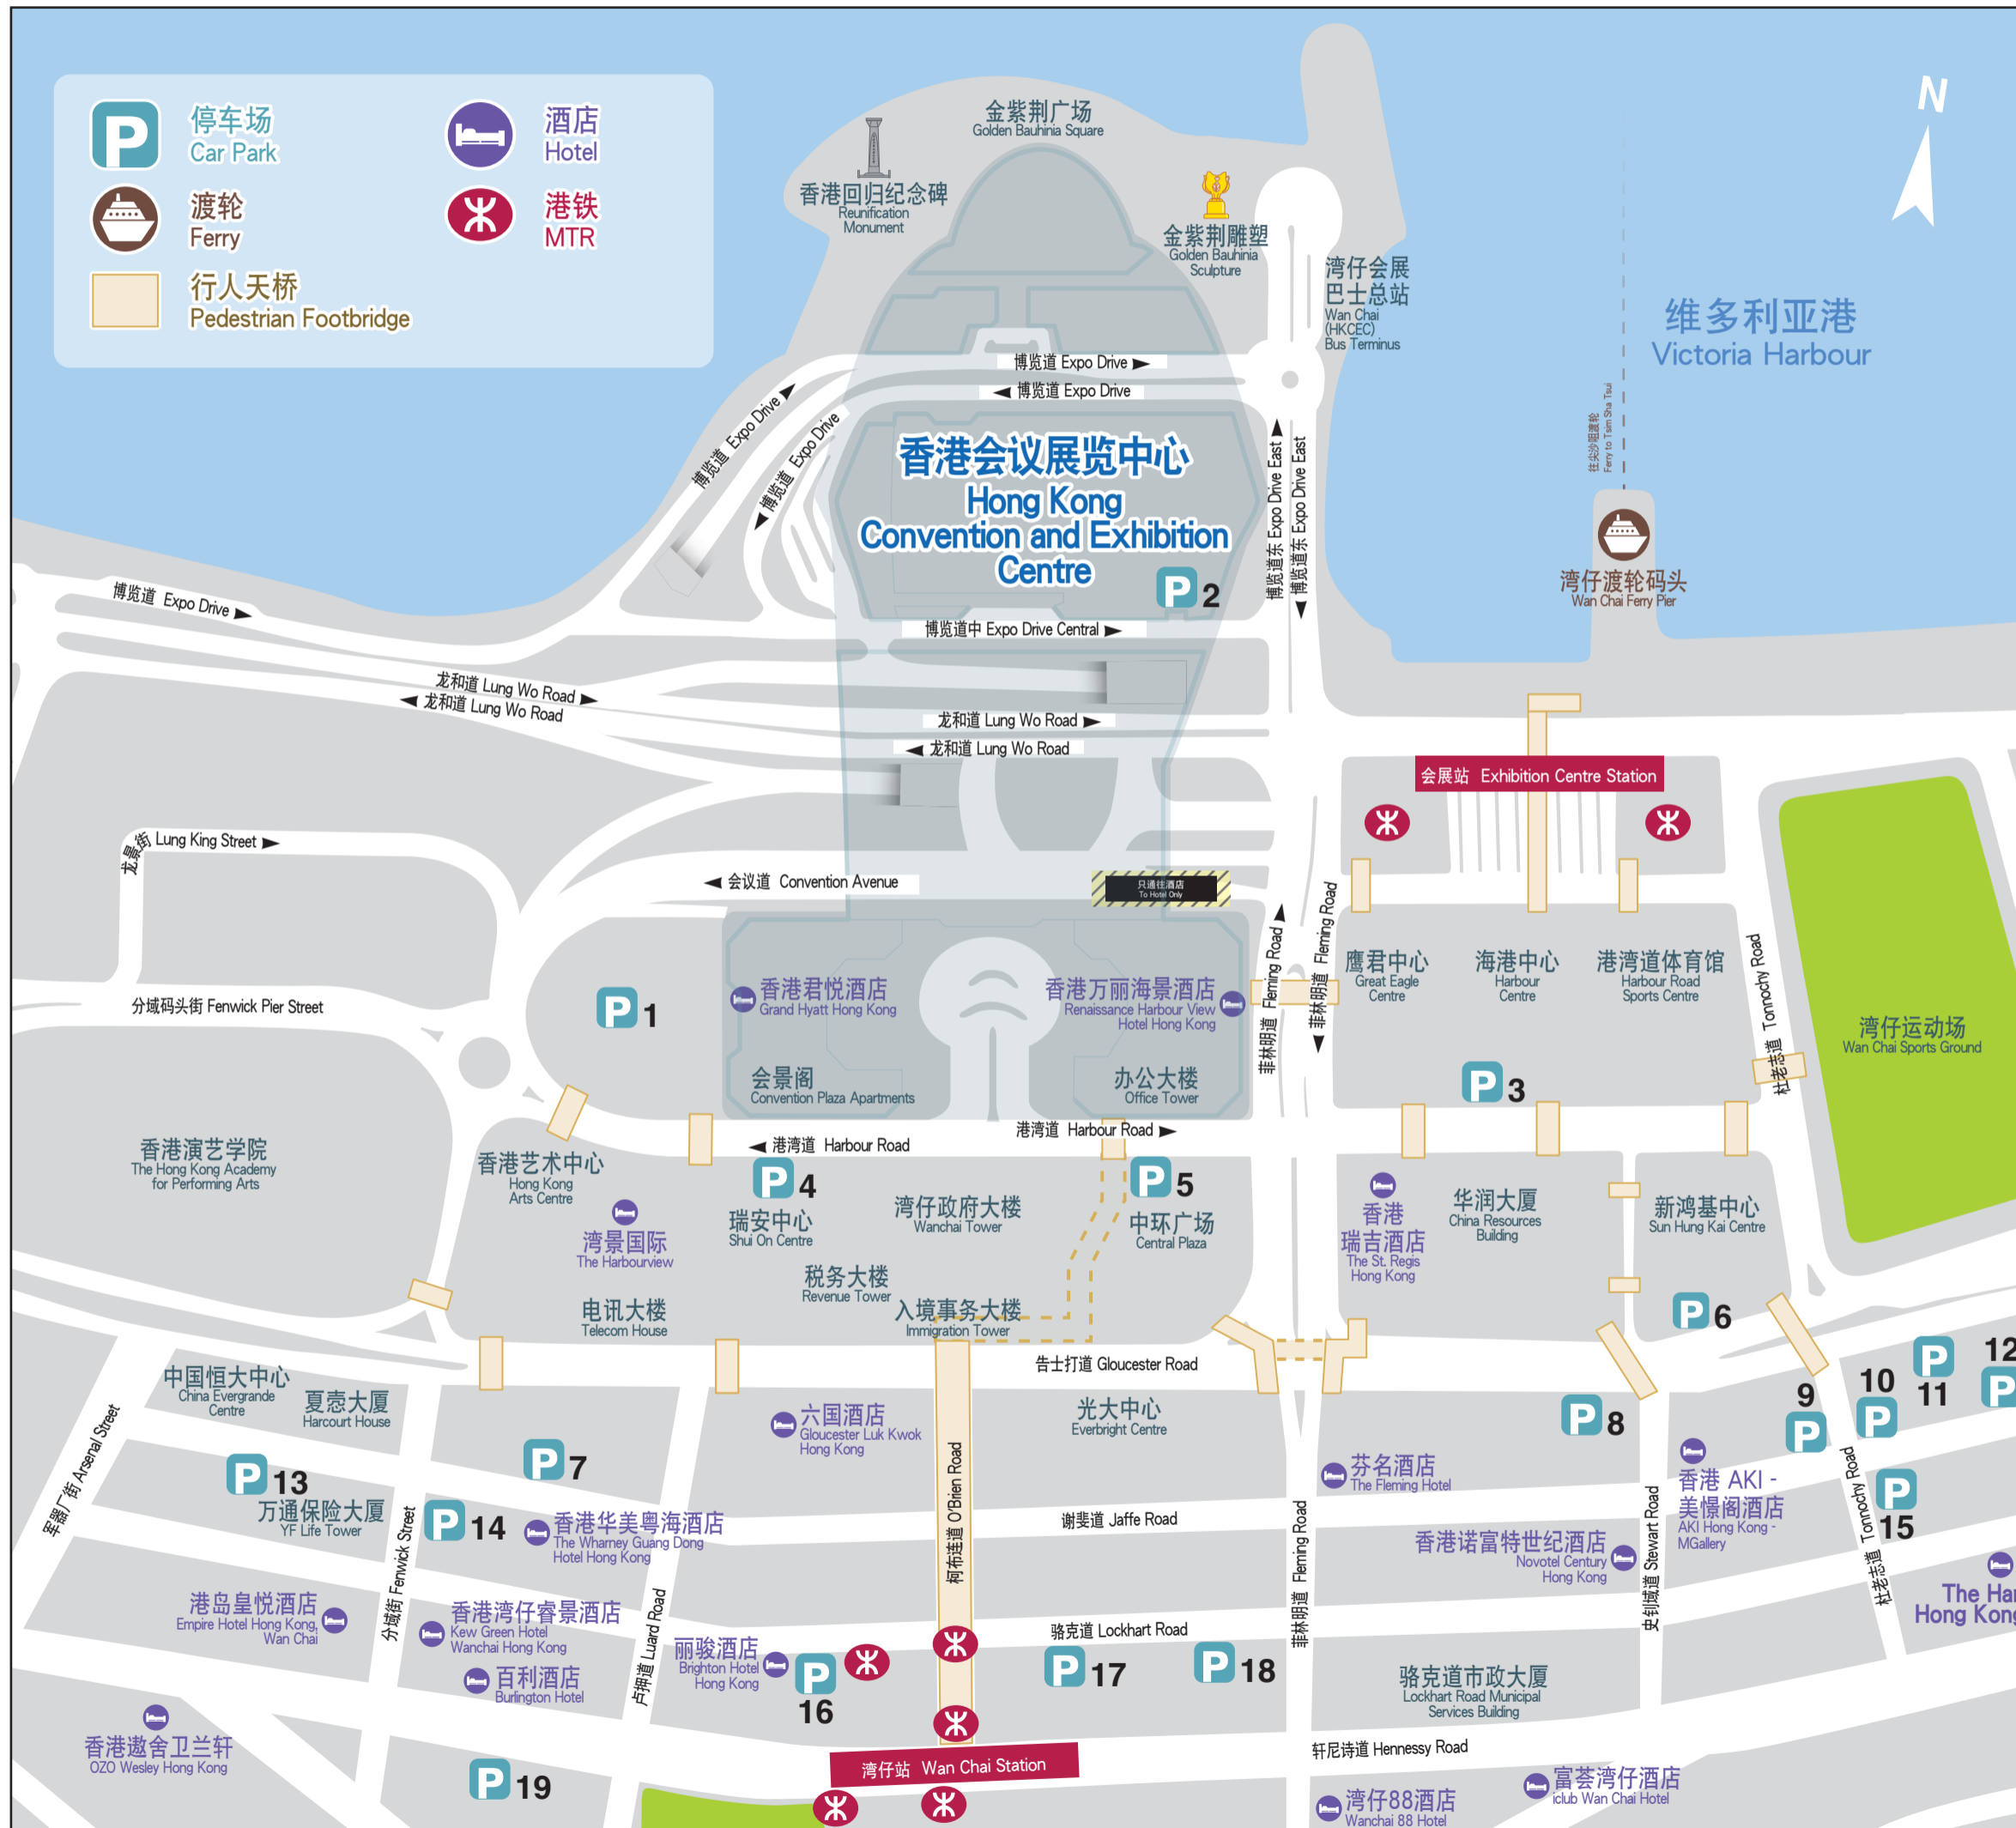 停车场
Car Park
酒店
Hotel
渡轮
Ferry
港铁
MTR
行人天桥
Pedestrian Footbridge
N
金紫荆广场
Golden Bauhinia Square
香港回归纪念碑
Reunification
Monument
金紫荆雕塑
Golden Bauhinia
Sculpture
湾仔会展
巴士总站
Wan Chai
(HKCEC)
Bus Terminus
维多利亚港
Victoria Harbour
往尖沙咀渡轮
Ferry to Tsim Sha Tsui
湾仔渡轮码头
Wan Chai Ferry Pier
博览道 Expo Drive
博览道 Expo Drive
博览道 Expo Drive
博览道 Expo Drive
博览道 Expo Drive
香港会议展览中心
Hong Kong
Convention and Exhibition
Centre
P 2
博览道东 Expo Drive East
博览道东 Expo Drive East
博览道中 Expo Drive Central
龙和道 Lung Wo Road
龙和道 Lung Wo Road
龙和道 Lung Wo Road
龙和道 Lung Wo Road
会展站 Exhibition Centre Station
龙景街 Lung King Street
会议道 Convention Avenue
只通往酒店
To Hotel Only
菲林明道 Fleming Road
菲林明道 Fleming Road
分域码头街 Fenwick Pier Street
P 1
香港君悦酒店
Grand Hyatt Hong Kong
香港万丽海景酒店
Renaissance Harbour View
Hotel Hong Kong
会景阁
Convention Plaza Apartments
办公大楼
Office Tower
鹰君中心
Great Eagle
Centre
海港中心
Harbour
Centre
港湾道体育馆
Harbour Road
Sports Centre
杜老志道 Tonnochy Road
湾仔运动场
Wan Chai Sports Ground
P 3
港湾道 Harbour Road
港湾道 Harbour Road
香港演艺学院
The Hong Kong Academy
for Performing Arts
香港艺术中心
Hong Kong
Arts Centre
湾景国际
The Harbourview
P 4
瑞安中心
Shui On Centre
湾仔政府大楼
Wanchai Tower
P 5
中环广场
Central Plaza
税务大楼
Revenue Tower
电讯大楼
Telecom House
入境事务大楼
Immigration Tower
香港
瑞吉酒店
The St. Regis
Hong Kong
华润大厦
China Resources
Building
新鸿基中心
Sun Hung Kai Centre
P 6
告士打道 Gloucester Road
中国恒大中心
China Evergrande
Centre
夏悫大厦
Harcourt House
军器厂街 Arsenal Street
P 13
万通保险大厦
YF Life Tower
P 7
P 14
分域街 Fenwick Street
香港华美粤海酒店
The Wharney Guang Dong
Hotel Hong Kong
六国酒店
Gloucester Luk Kwok
Hong Kong
柯布连道 O'Brien Road
光大中心
Everbright Centre
谢斐道 Jaffe Road
菲林明道 Fleming Road
芬名酒店
The Fleming Hotel
P 8
香港诺富特世纪酒店
Novotel Century
Hong Kong
史钊域道 Stewart Road
香港 AKI -
美憬阁酒店
AKI Hong Kong -
MGallery
9
P
10
P
P
11
12
P
P
15
杜老志道 Tonnochy Road
The Har
Hong Kong
港岛皇悦酒店
Empire Hotel Hong Kong,
Wan Chai
香港湾仔睿景酒店
Kew Green Hotel
Wanchai Hong Kong
百利酒店
Burlington Hotel
卢押道 Luard Road
丽骏酒店
Brighton Hotel
Hong Kong
P
16
骆克道 Lockhart Road
P 17
P 18
骆克道市政大厦
Lockhart Road Municipal
Services Building
香港遨舍卫兰轩
OZO Wesley Hong Kong
P 19
湾仔站 Wan Chai Station
轩尼诗道 Hennessy Road
湾仔88酒店
Wanchai 88 Hotel
富荟湾仔酒店
iclub Wan Chai Hotel